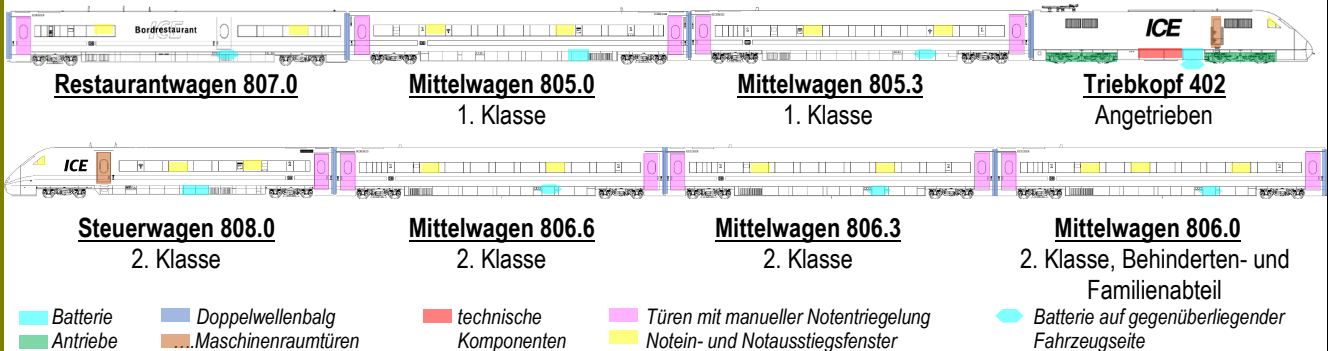 Bordrestaurant
ICE
ICE
Restaurantwagen 807.0
Mittelwagen 805.0
1. Klasse
Mittelwagen 805.3
1. Klasse
Triebkopf 402
Angetrieben
ICE
Steuerwagen 808.0
2. Klasse
Mittelwagen 806.6
2. Klasse
Mittelwagen 806.3
2. Klasse
Mittelwagen 806.0
2. Klasse, Behinderten- und
Familienabteil
Batterie
Antriebe
Doppelwellenbalg
....Maschinenraumtüren
technische
Komponenten
Türen mit manueller Notentriegelung
Notein- und Notausstiegsfenster
Batterie auf gegenüberliegender
Fahrzeugseite